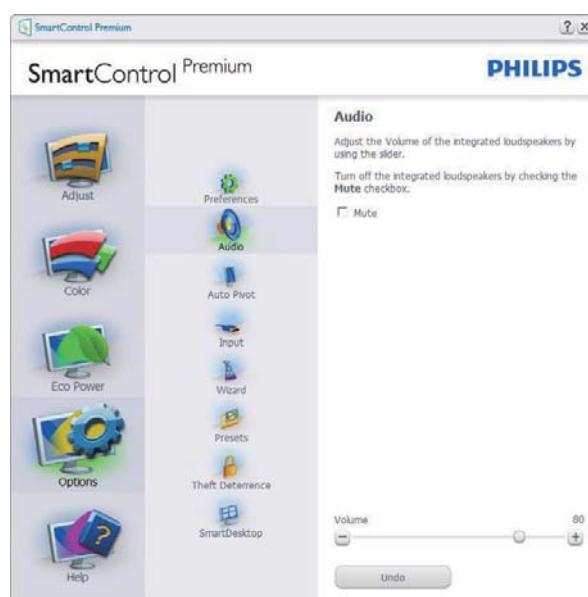 SmartControl Premium
? X
SmartControl Premium
PHILIPS
Adjust
Color
Eco Power
Options
Help
Preferences
Audio
Auto Pivot
Input
Wizard
Presets
Theft Deterrence
SmartDesktop
Audio
Adjust the Volume of the integrated loudspeakers by
using the slider.
Turn off the integrated loudspeakers by checking the
Mute checkbox.
Mute
Volume 80
Undo